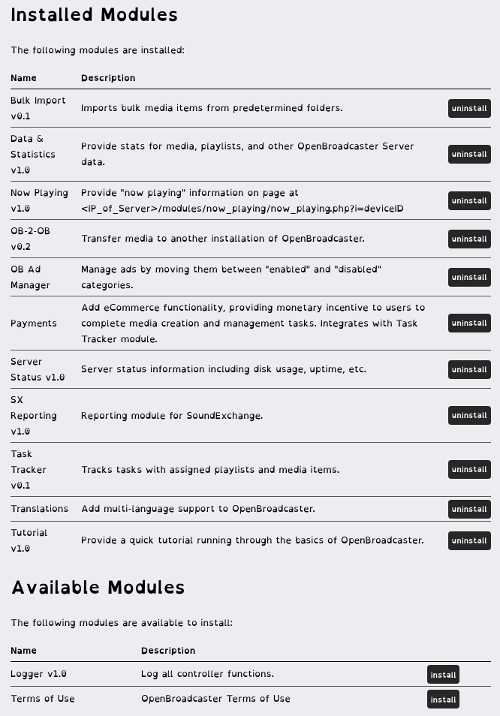 Installed Modules
The following modules are installed:
Name Description
Bulk Import v0.1 Imports bulk media items from predetermined folders. uninstall
Data & Statistics v1.0 Provide stats for media, playlists, and other OpenBroadcaster Server data. uninstall
Now Playing v1.0 Provide "now playing" information on page at <IP_of_Server>/modules/now_playing/now_playing.php?i=deviceID uninstall
OB-2-OB v0.2 Transfer media to another installation of OpenBroadcaster. uninstall
OB Ad Manager Manage ads by moving them between "enabled" and "disabled" categories. uninstall
Payments Add eCommerce functionality, providing monetary incentive to users to complete media creation and management tasks. Integrates with Task Tracker module. uninstall
Server Status v1.0 Server status information including disk usage, uptime, etc. uninstall
SX Reporting v1.0 Reporting module for SoundExchange. uninstall
Task Tracker v0.1 Tracks tasks with assigned playlists and media items. uninstall
Translations Add multi-language support to OpenBroadcaster. uninstall
Tutorial v1.0 Provide a quick tutorial running through the basics of OpenBroadcaster. uninstall
Available Modules
The following modules are available to install:
Name Description
Logger v1.0 Log all controller functions. install
Terms of Use OpenBroadcaster Terms of Use install